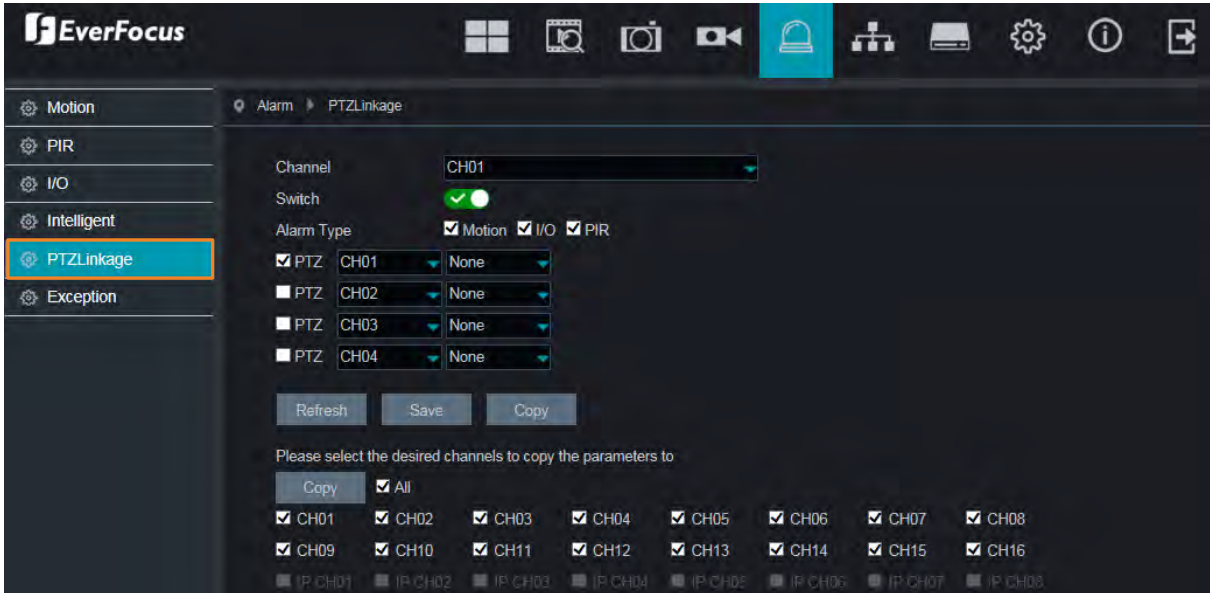 EverFocus
Motion
PIR
I/O
Intelligent
PTZLinkage
Exception
Alarm PTZLinkage
Channel CH01
Switch
Alarm Type Motion I/O PIR
PTZ CH01 None
PTZ CH02 None
PTZ CH03 None
PTZ CH04 None
Refresh Save Copy
Please select the desired channels to copy the parameters to
Copy All
CH01 CH02 CH03 CH04 CH05 CH06 CH07 CH08
CH09 CH10 CH11 CH12 CH13 CH14 CH15 CH16
IP CH01 IP CH02 IP CH03 IP CH04 IP CH05 IP CH06 IP CH07 IP CH08